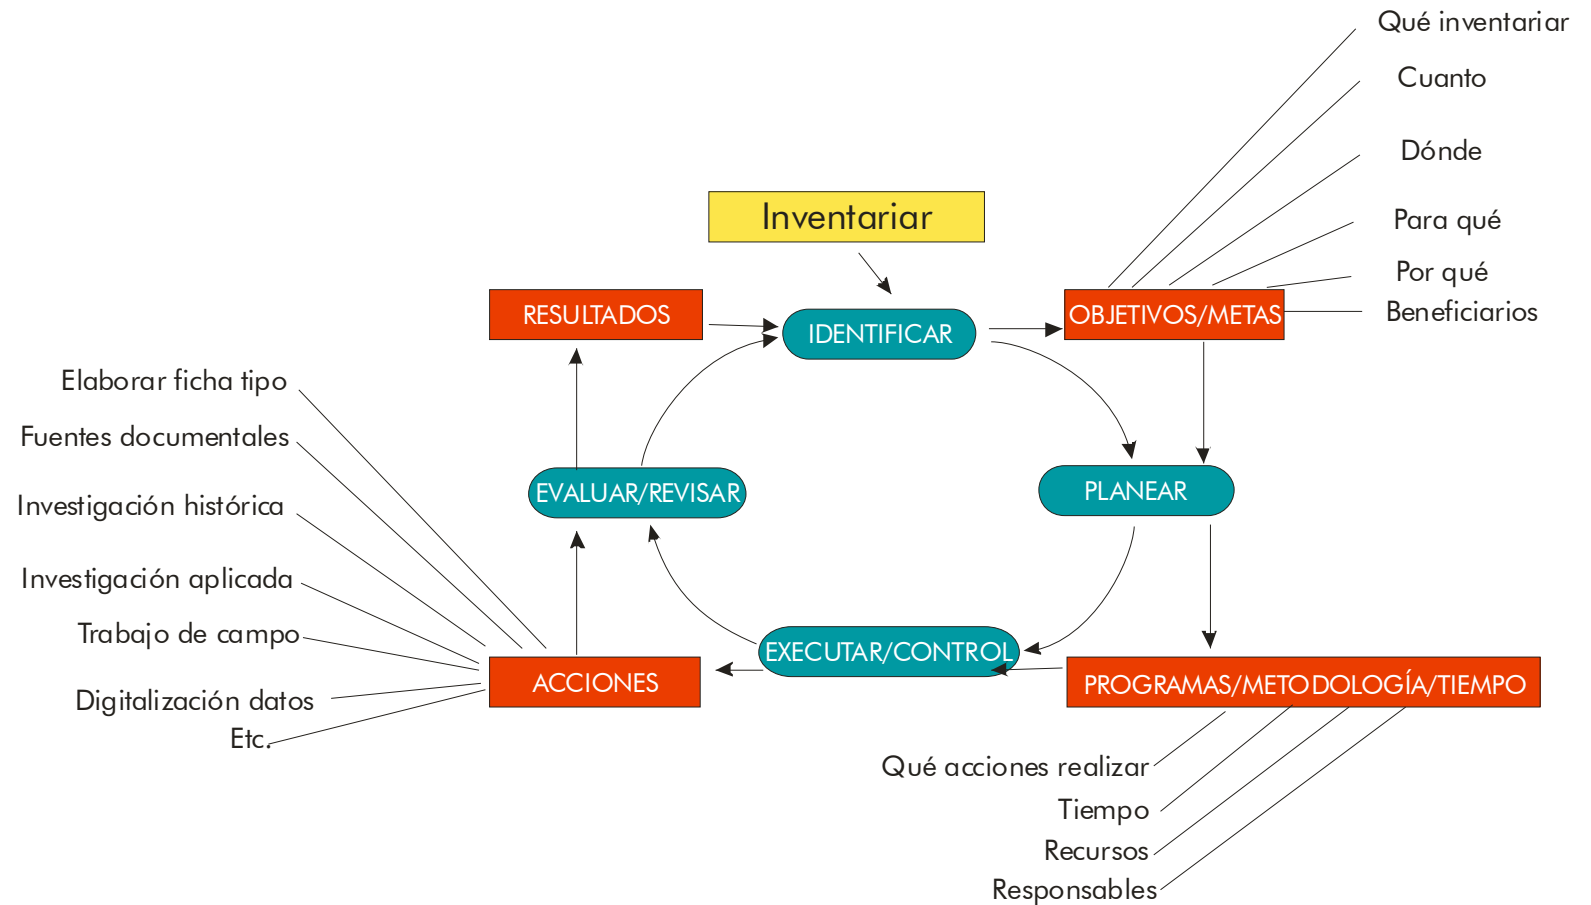 Qué inventariar
Cuanto
Dónde
Para qué
Por qué
Beneficiarios
Inventariar
RESULTADOS
IDENTIFICAR
OBJETIVOS/METAS
Elaborar ficha tipo
Fuentes documentales
Investigación histórica
Investigación aplicada
Trabajo de campo
Digitalización datos
Etc.
EVALUAR/REVISAR
PLANEAR
EXECUTAR/CONTROL
ACCIONES
PROGRAMAS/METODOLOGÍA/TIEMPO
Qué acciones realizar
Tiempo
Recursos
Responsables